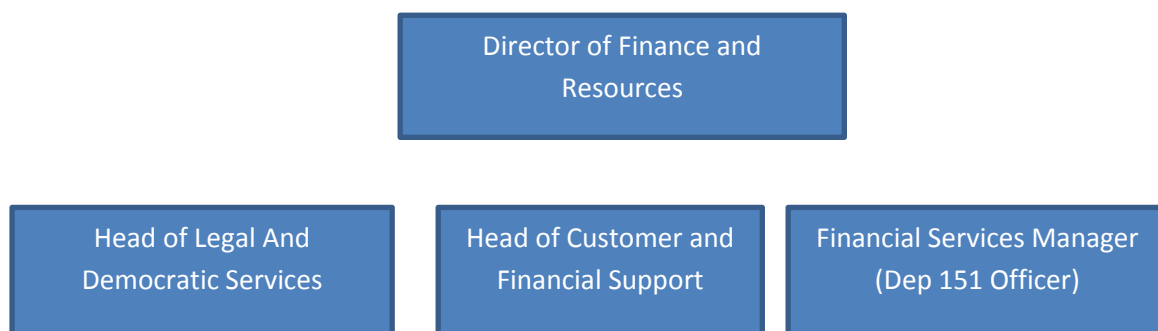 Director of Finance and
Resources
Head of Legal And
Democratic Services
Head of Customer and
Financial Support
Financial Services Manager
(Dep 151 Officer)